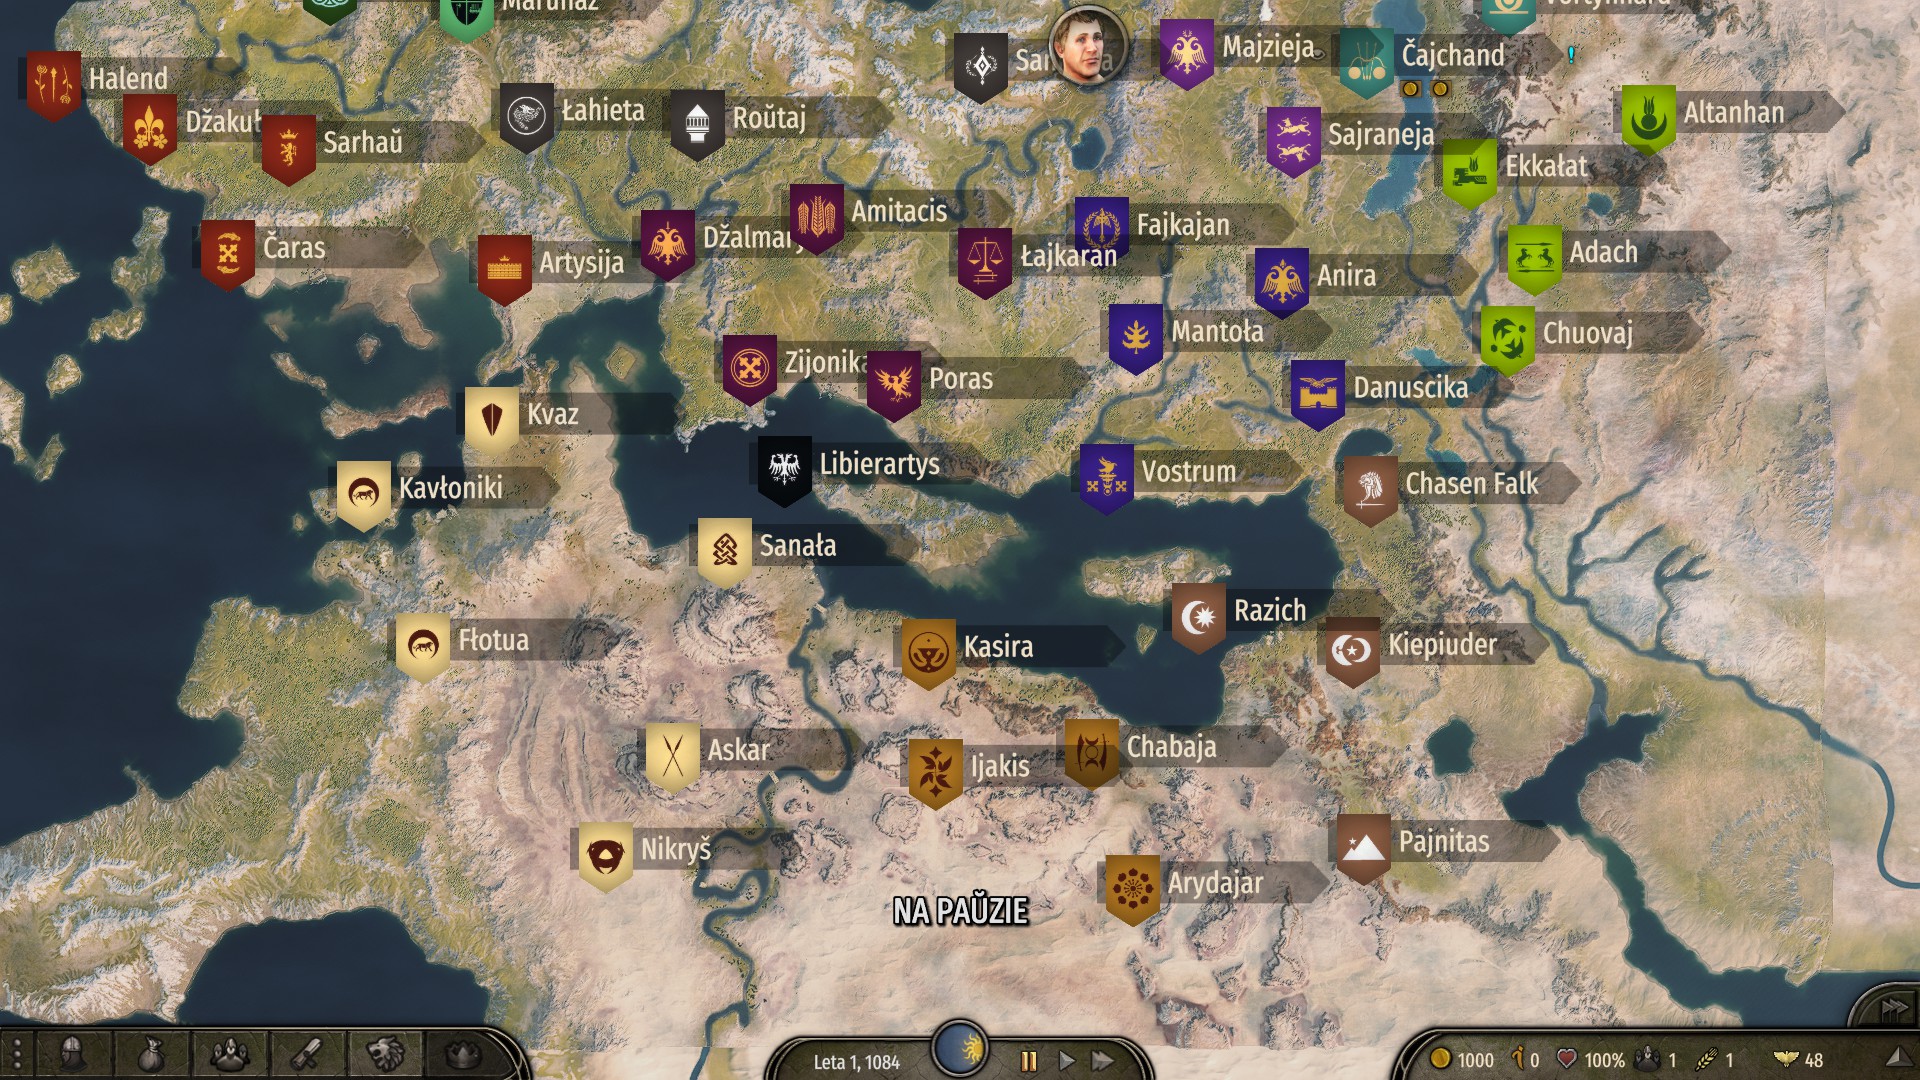 Halend
Majzieja
Čajchand
Łahieta
Roŭtaj
Altanhan
Sarhaŭ
Sajraneja
Ekkałat
Amitacis
Fajkajan
Čaras
Artysija
Łajkaran
Adach
Anira
Mantoła
Chuovaj
Zijonika
Poras
Danuscika
Kvaz
Libierartys
Vostrum
Kavłoniki
Chasen Falk
Sanała
Razich
Fłotua
Kasira
Kiepiuder
Askar
Ijakis
Chabaja
Nikryš
Pajnitas
Arydajar
NA PAŬZIE
Leta 1, 1084
1000 0 100% 1 1 48